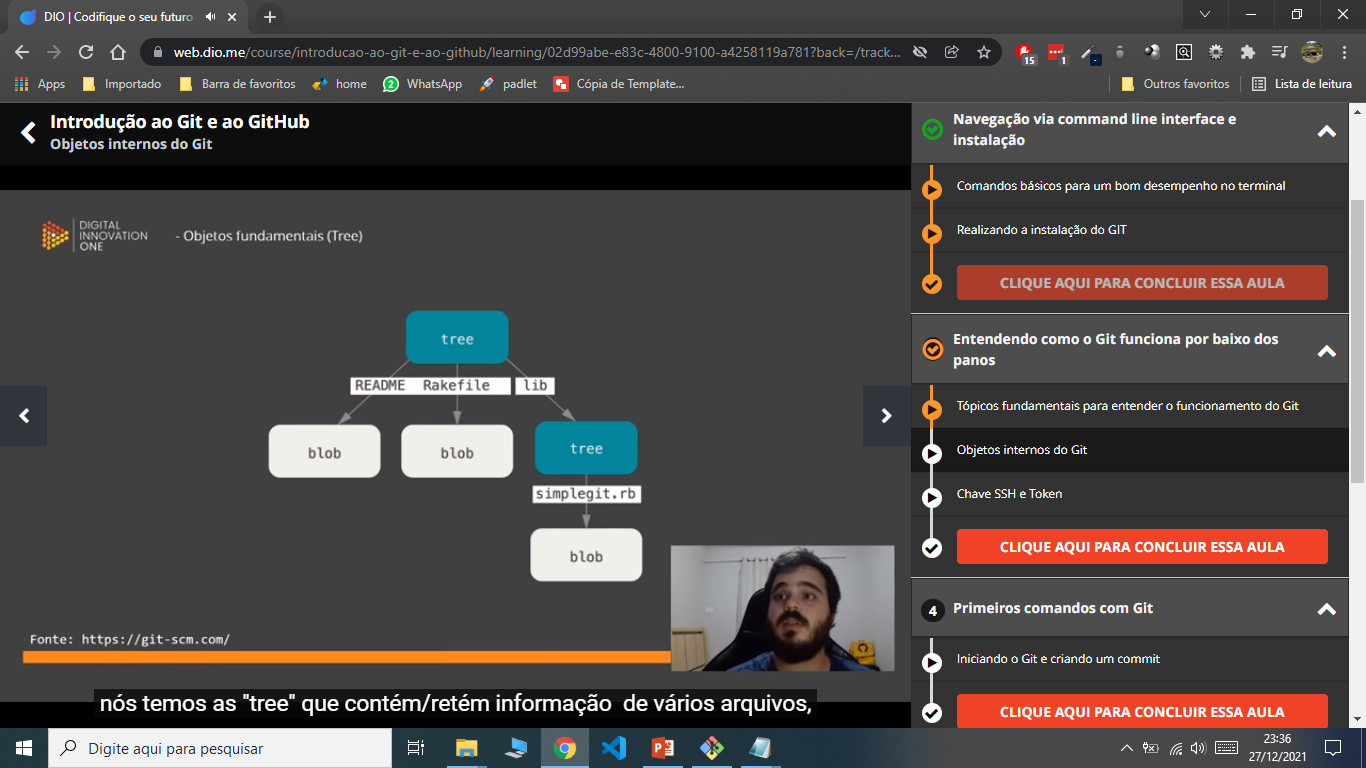 DIO | Codifique o seu futuro
web.dio.me/course/introducao-ao-git-e-ao-github/learning/02d99abe-e83c-4800-9100-a4258119a781?back=/track...
15
1
Apps
Importado
Barra de favoritos
home
2
WhatsApp
padlet
Cópia de Template...
Outros favoritos
Lista de leitura
Introdução ao Git e ao GitHub
Objetos internos do Git
DIGITAL
INNOVATION
ONE
- Objetos fundamentais (Tree)
tree
README Rakefile lib
blob
blob
tree
simplegit.rb
blob
Fonte: https://git-scm.com/
nós temos as "tree" que contém/retém informação de vários arquivos,
Navegação via command line interface e
instalação
Comandos básicos para um bom desempenho no terminal
Realizando a instalação do GIT
CLIQUE AQUI PARA CONCLUIR ESSA AULA
Entendendo como o Git funciona por baixo dos
panos
Tópicos fundamentais para entender o funcionamento do Git
Objetos internos do Git
Chave SSH e Token
CLIQUE AQUI PARA CONCLUIR ESSA AULA
4
Primeiros comandos com Git
Iniciando o Git e criando um commit
CLIQUE AQUI PARA CONCLUIR ESSA AULA
Digite aqui para pesquisar
23:36
27/12/2021